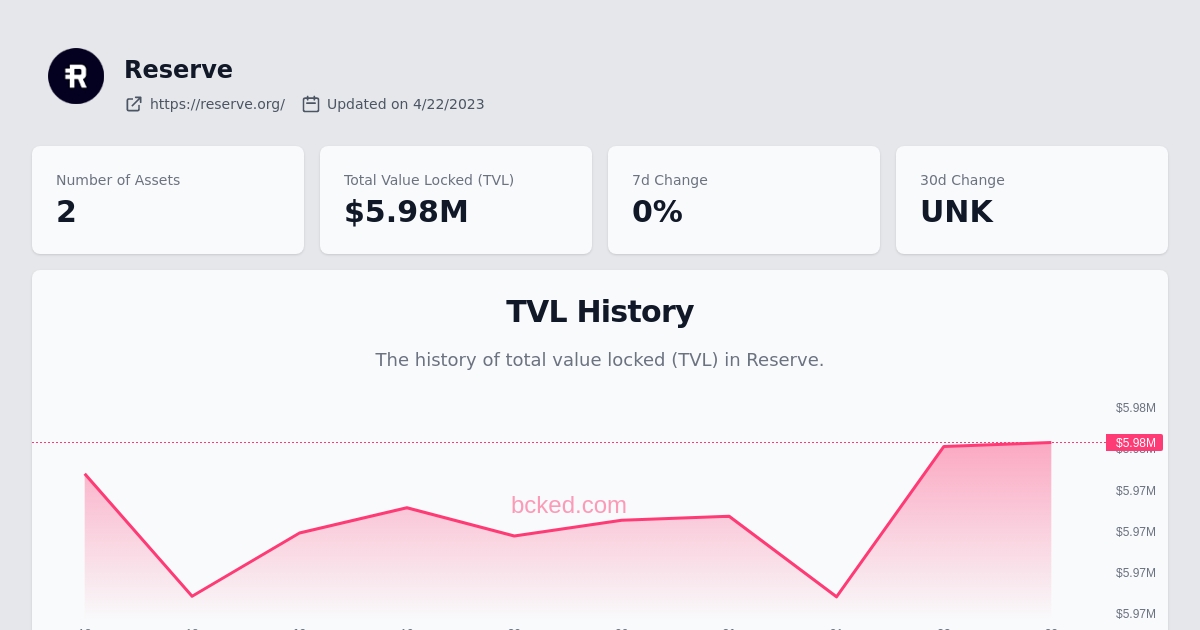 Reserve
https://reserve.org/ Updated on 4/22/2023
Number of Assets
2
Total Value Locked (TVL)
$5.98M
7d Change
0%
30d Change
UNK
TVL History
The history of total value locked (TVL) in Reserve.
$5.98M
$5.98M
$5.97M
bcked.com
$5.97M
$5.97M
$5.97M